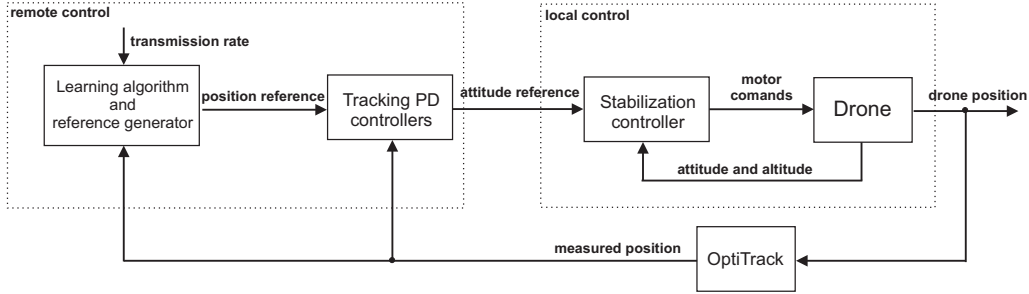 remote control
transmission rate
Learning algorithm
and
reference generator
position reference
Tracking PD
controllers
attitude reference
local control
Stabilization
controller
motor
comands
Drone
drone position
attitude and altitude
measured position
OptiTrack